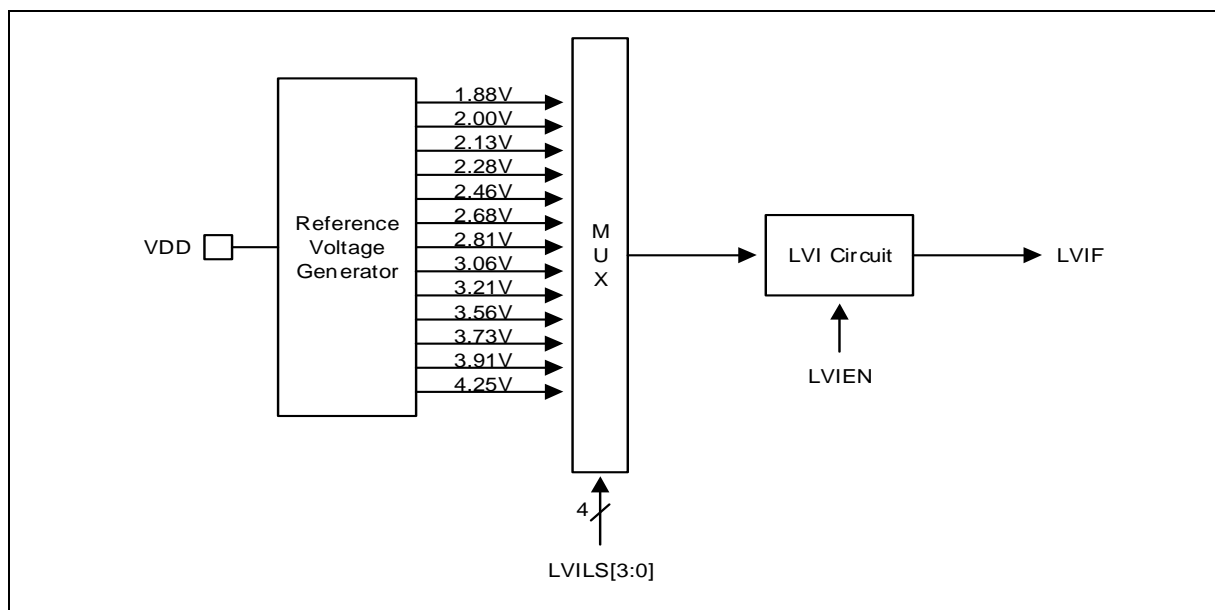 VDD
Reference
Voltage
Generator
1.88V
2.00V
2.13V
2.28V
2.46V
2.68V
2.81V
3.06V
3.21V
3.56V
3.73V
3.91V
4.25V
M
U
X
4
LVILS[3:0]
LVI Circuit
LVIEN
LVIF